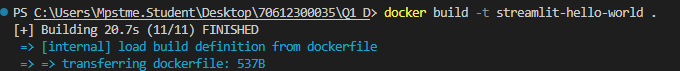 PS C:\Users\Mpstme.Student\Desktop\70612300035\Q1 D> docker build -t streamlit-hello-world .
[+] Building 20.7s (11/11) FINISHED
=> [internal] load build definition from dockerfile
=> => transferring dockerfile: 537B